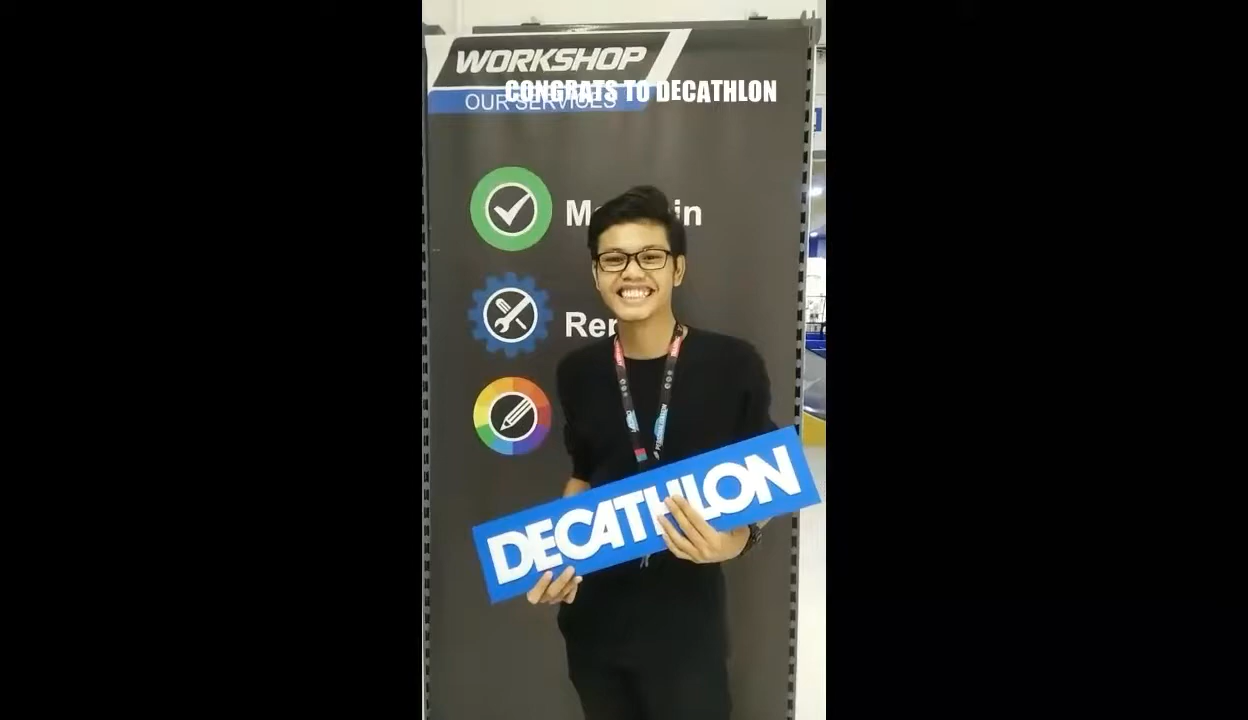 WORKSHOP
CONGRATS TO DECATHLON
OUR SERVICES
DECATHLON